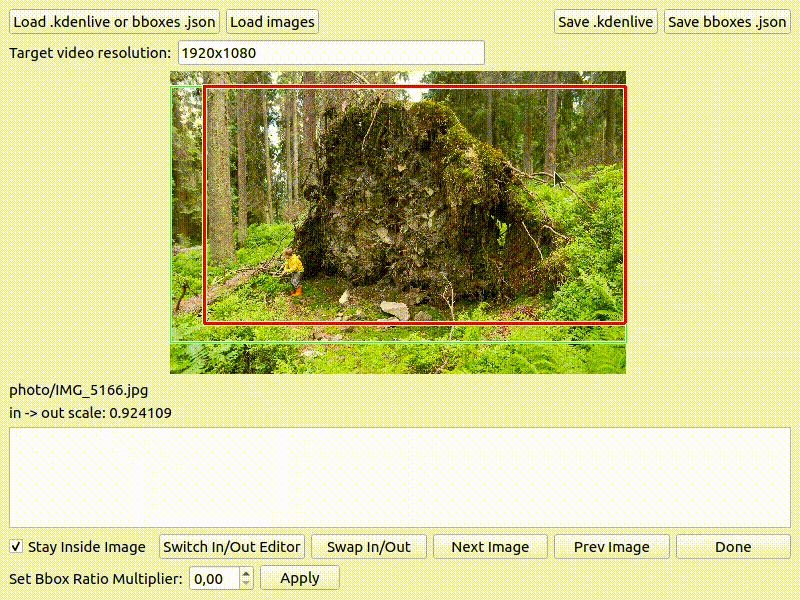 Load .kdenlive or bboxes .json Load images Save .kdenlive Save bboxes .json
Target video resolution: 1920x1080
photo/IMG_5166.jpg
in -> out scale: 0.924109
Stay Inside Image Switch In/Out Editor Swap In/Out Next Image Prev Image Done
Set Bbox Ratio Multiplier: 0,00 Apply